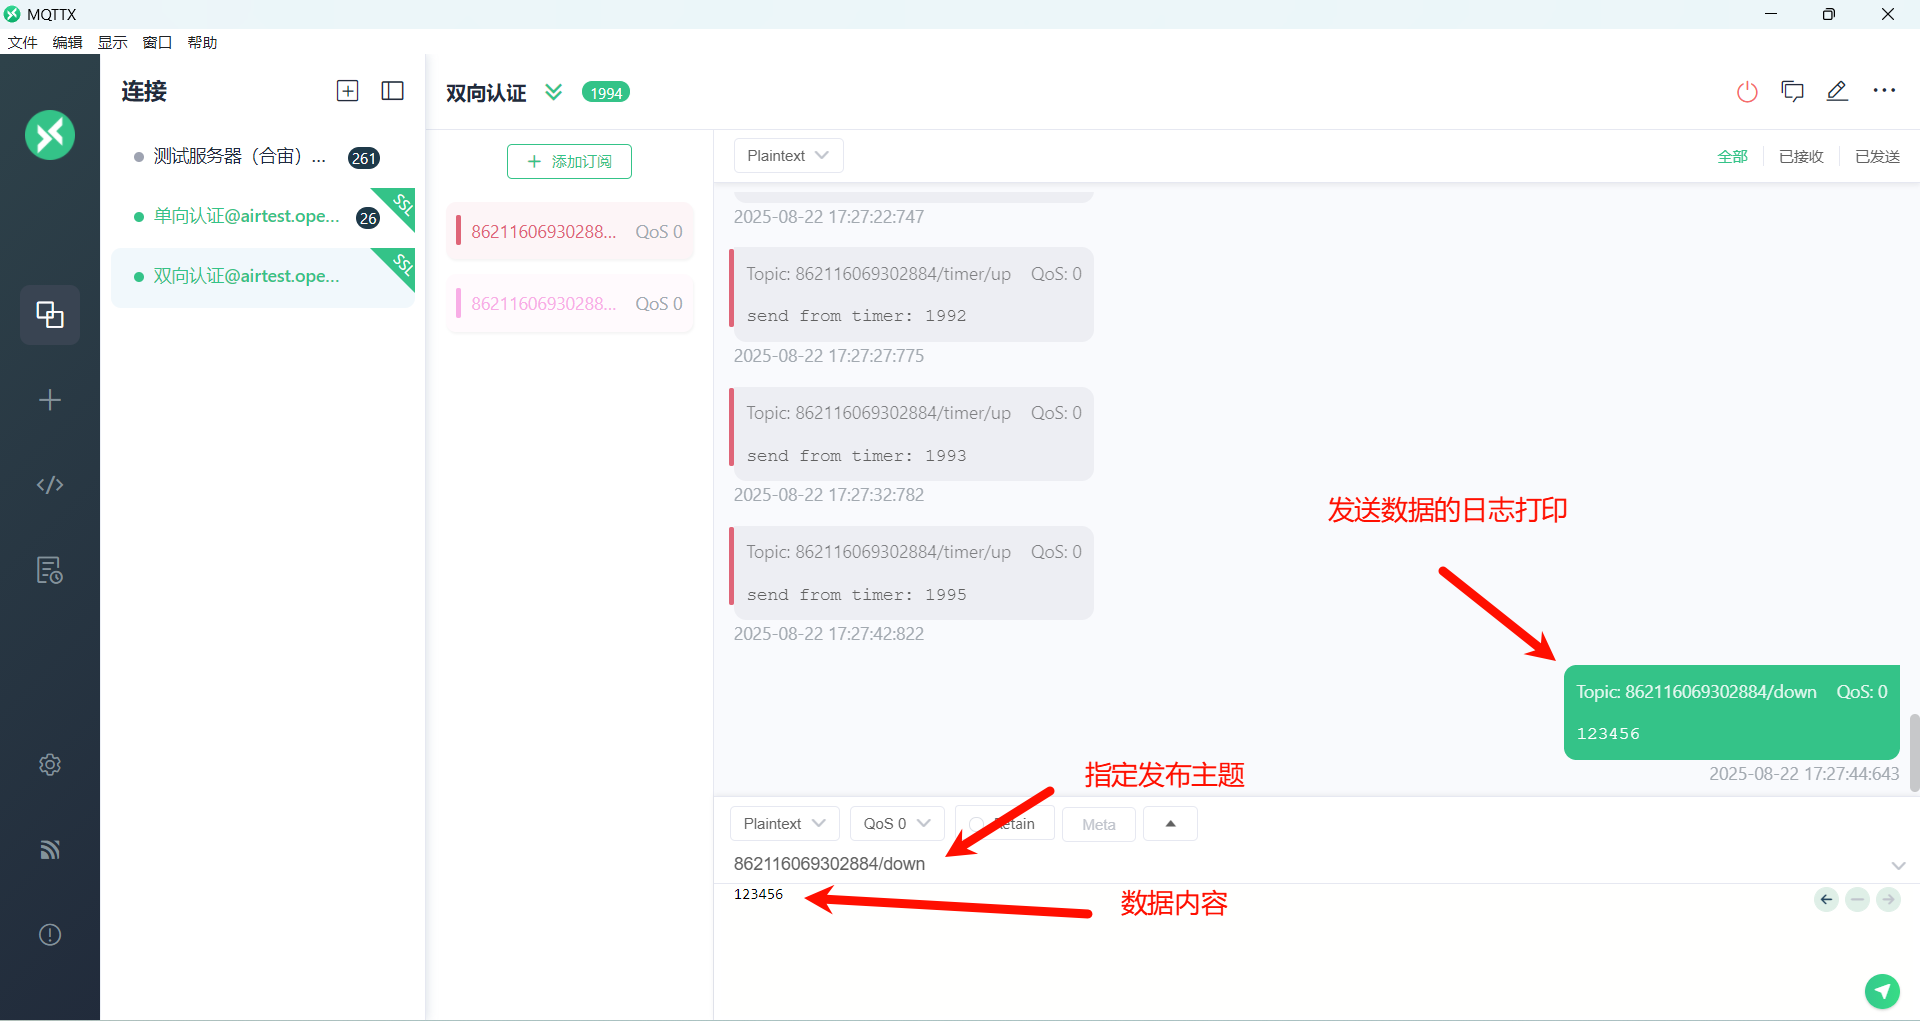 MQTTX
文件 编辑 显示 窗口 帮助
连接
测试服务器（合宙）... 261
单向认证@airtest.ope... 26 SSL
双向认证@airtest.ope... SSL
双向认证 1994
添加订阅
86211606930288... QoS 0
86211606930288... QoS 0
Plaintext
全部 已接收 已发送
2025-08-22 17:27:22:747
Topic: 862116069302884/timer/up QoS: 0
send from timer: 1992
2025-08-22 17:27:27:775
Topic: 862116069302884/timer/up QoS: 0
send from timer: 1993
2025-08-22 17:27:32:782
Topic: 862116069302884/timer/up QoS: 0
send from timer: 1995
2025-08-22 17:27:42:822
发送数据的日志打印
Topic: 862116069302884/down QoS: 0
123456
2025-08-22 17:27:44:643
指定发布主题
Plaintext QoS 0 Retain Meta
862116069302884/down
123456
数据内容